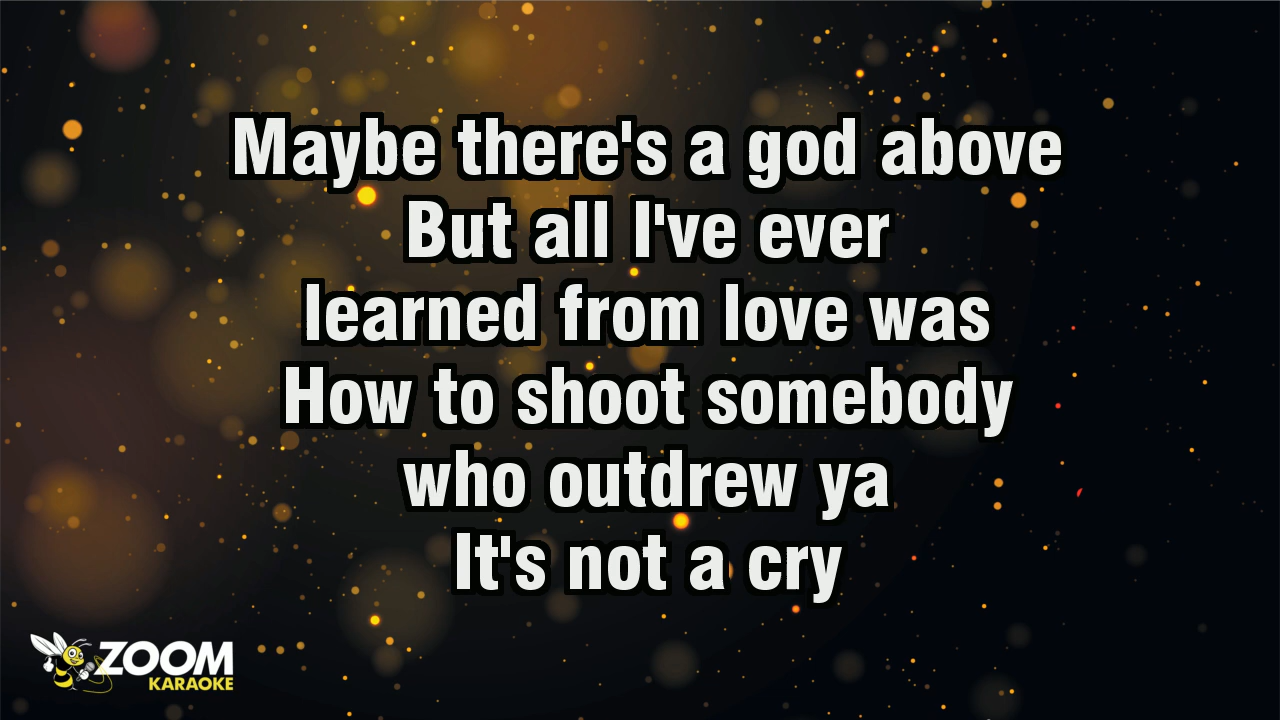 Maybe there's a god above
But all I've ever
learned from love was
How to shoot somebody
who outdrew ya
It's not a cry
ZOOM
KARAOKE